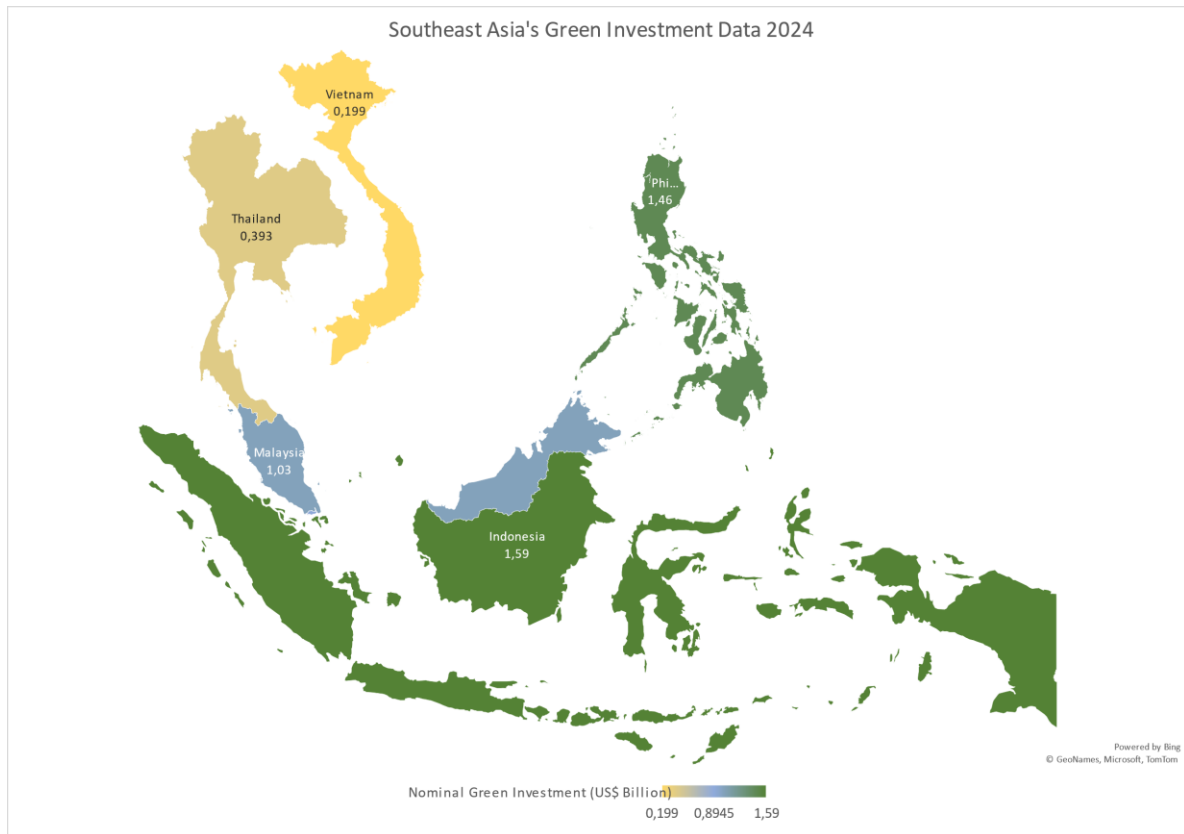 Southeast Asia's Green Investment Data 2024
Vietnam
0,199
Phi...
1,46
Thailand
0,393
Malaysia
1,03
Indonesia
1,59
Powered by Bing
© GeoNames, Microsoft, TomTom
Nominal Green Investment (US$ Billion)
0,199 0,8945 1,59